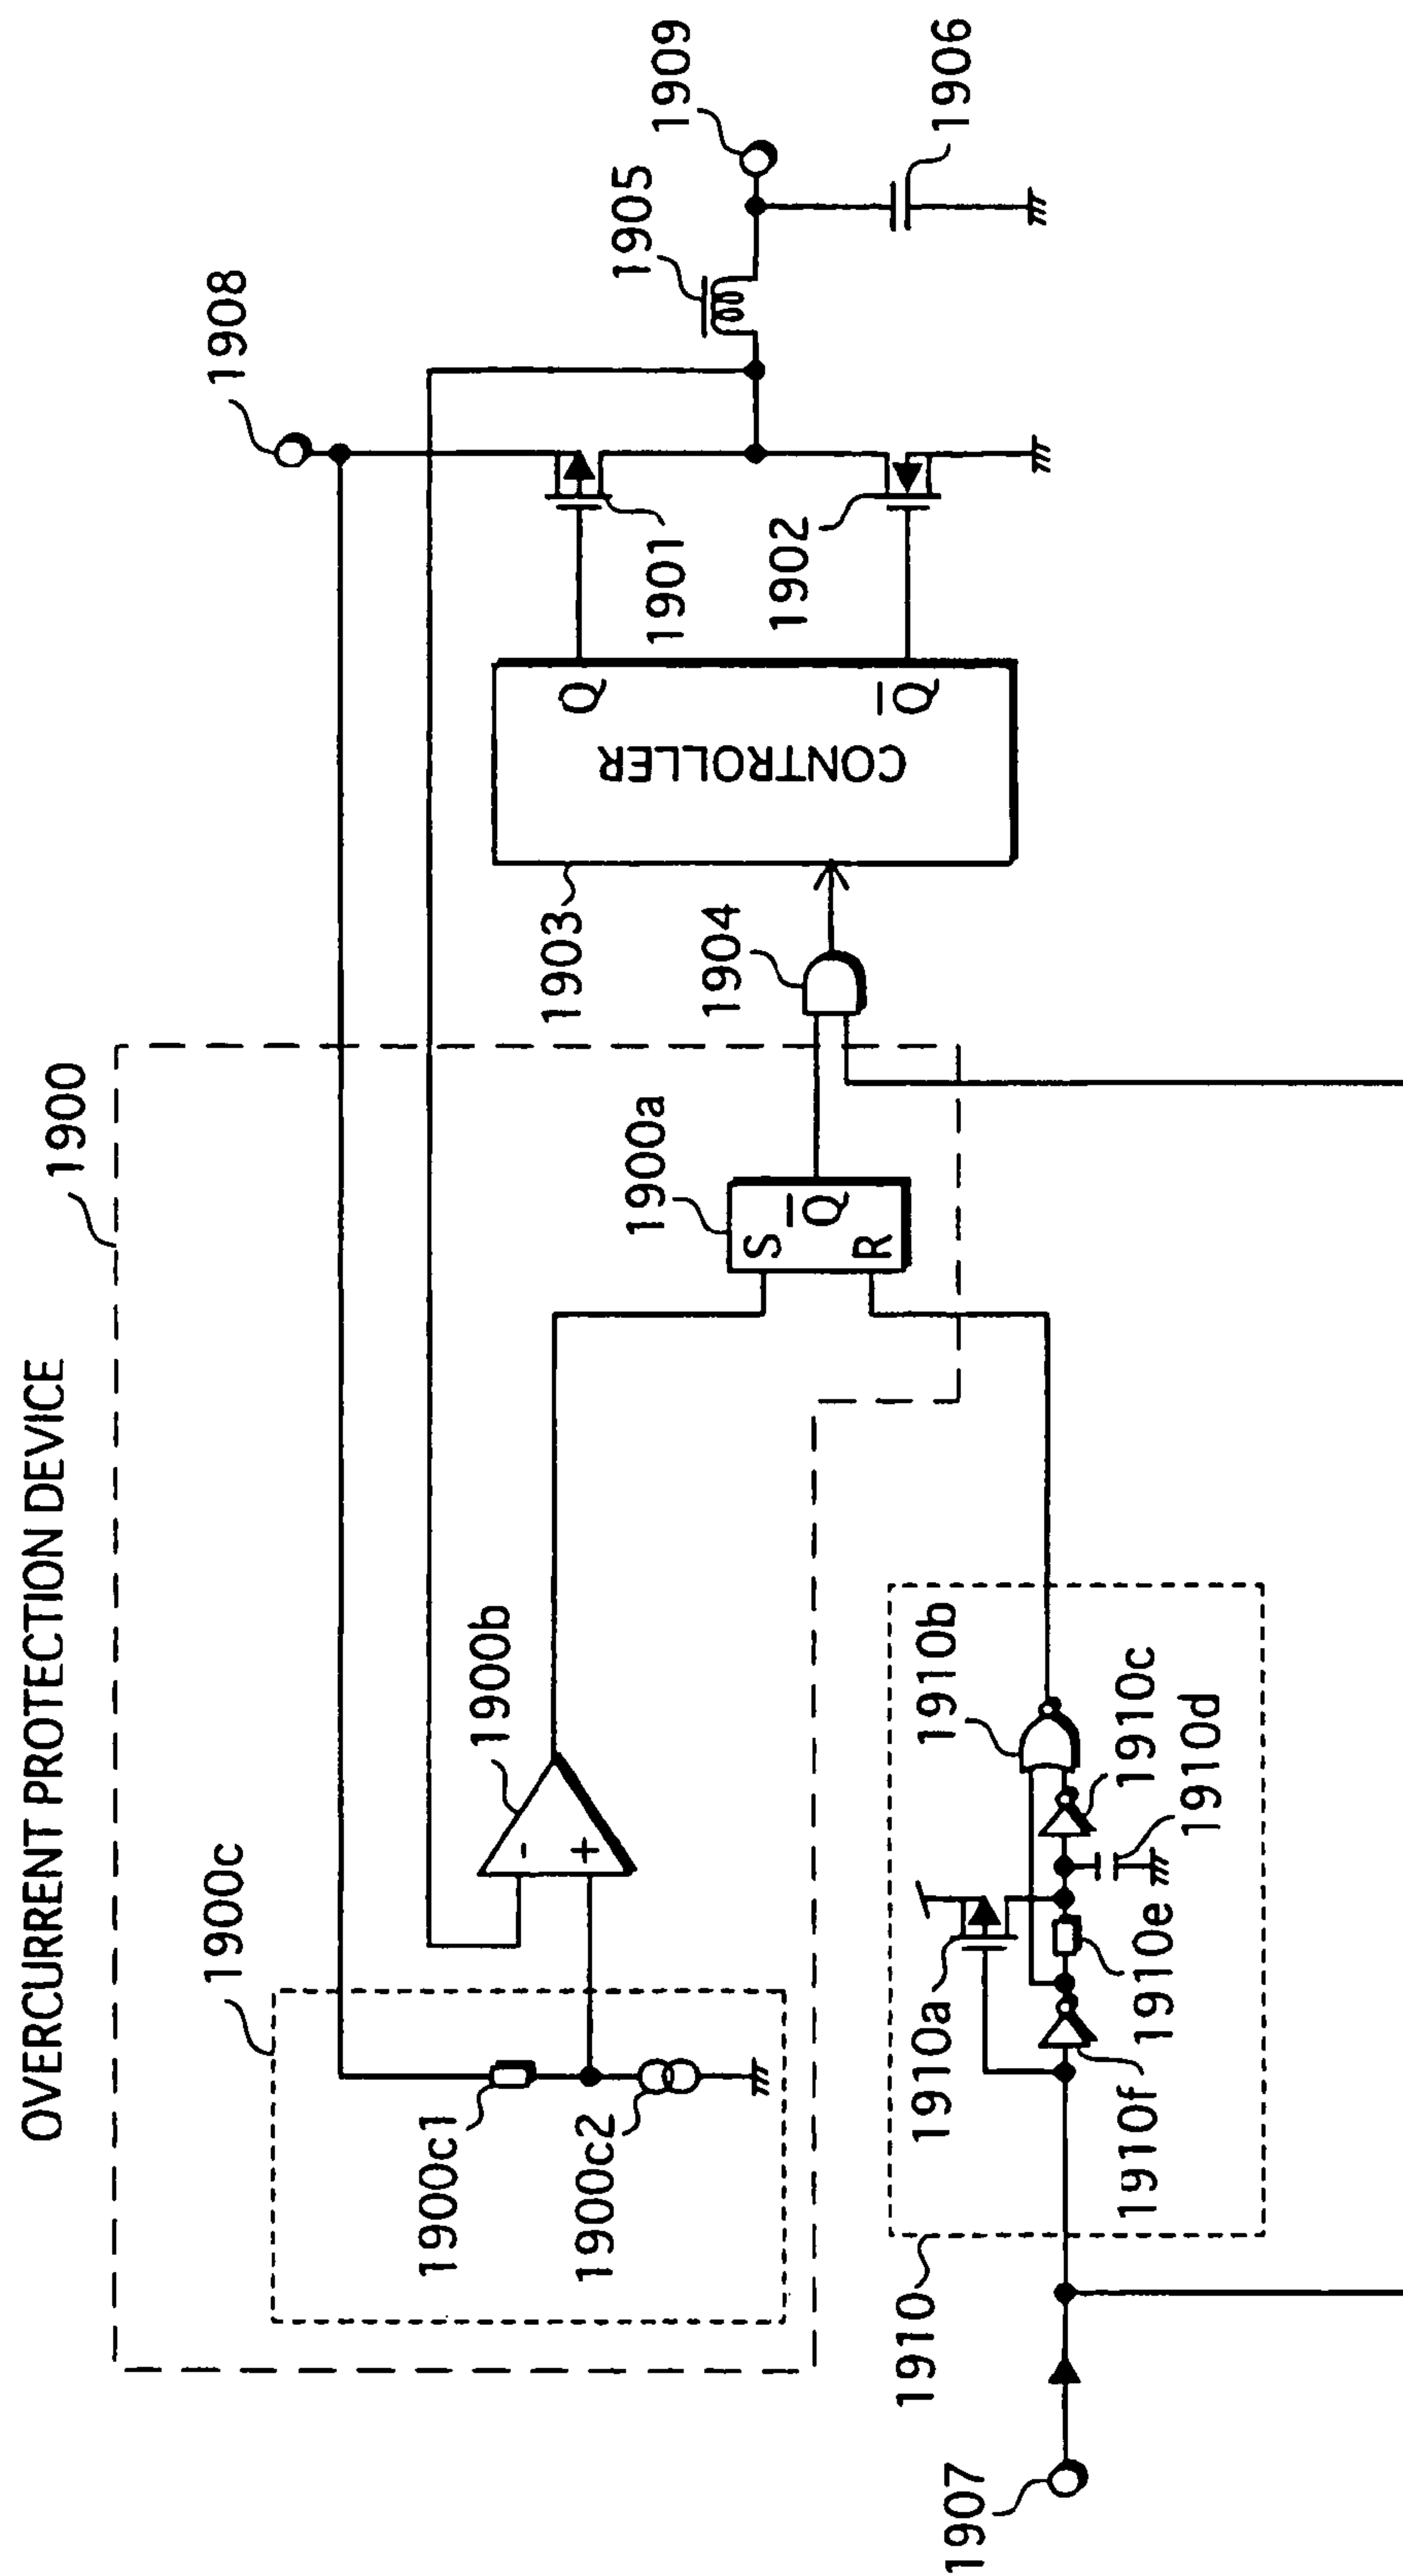 OVERCURRENT PROTECTION DEVICE
1900
1908
1900c
1909
1905
1906
1900c1
1900c2
1900b
-
+
1900a
S
Q̅
R
1901
1902
1903
CONTROLLER
Q
Q̅
1904
1907
1910
1910a
1910b
1910c
1910d
1910e
1910f